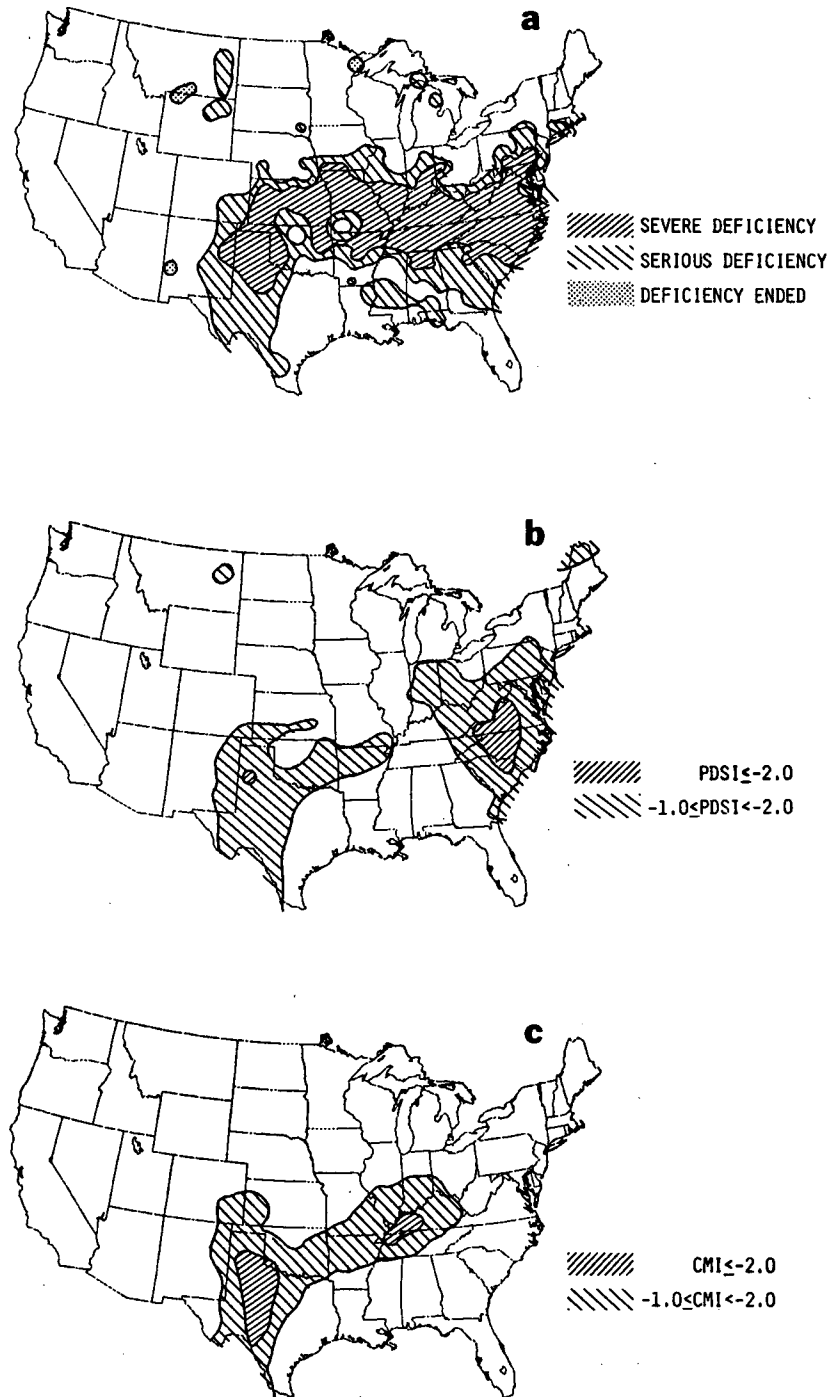 a
SEVERE DEFICIENCY
SERIOUS DEFICIENCY
DEFICIENCY ENDED
b
PDSI≤-2.0
-1.0≤PDSI<-2.0
c
CMI≤-2.0
-1.0≤CMI<-2.0